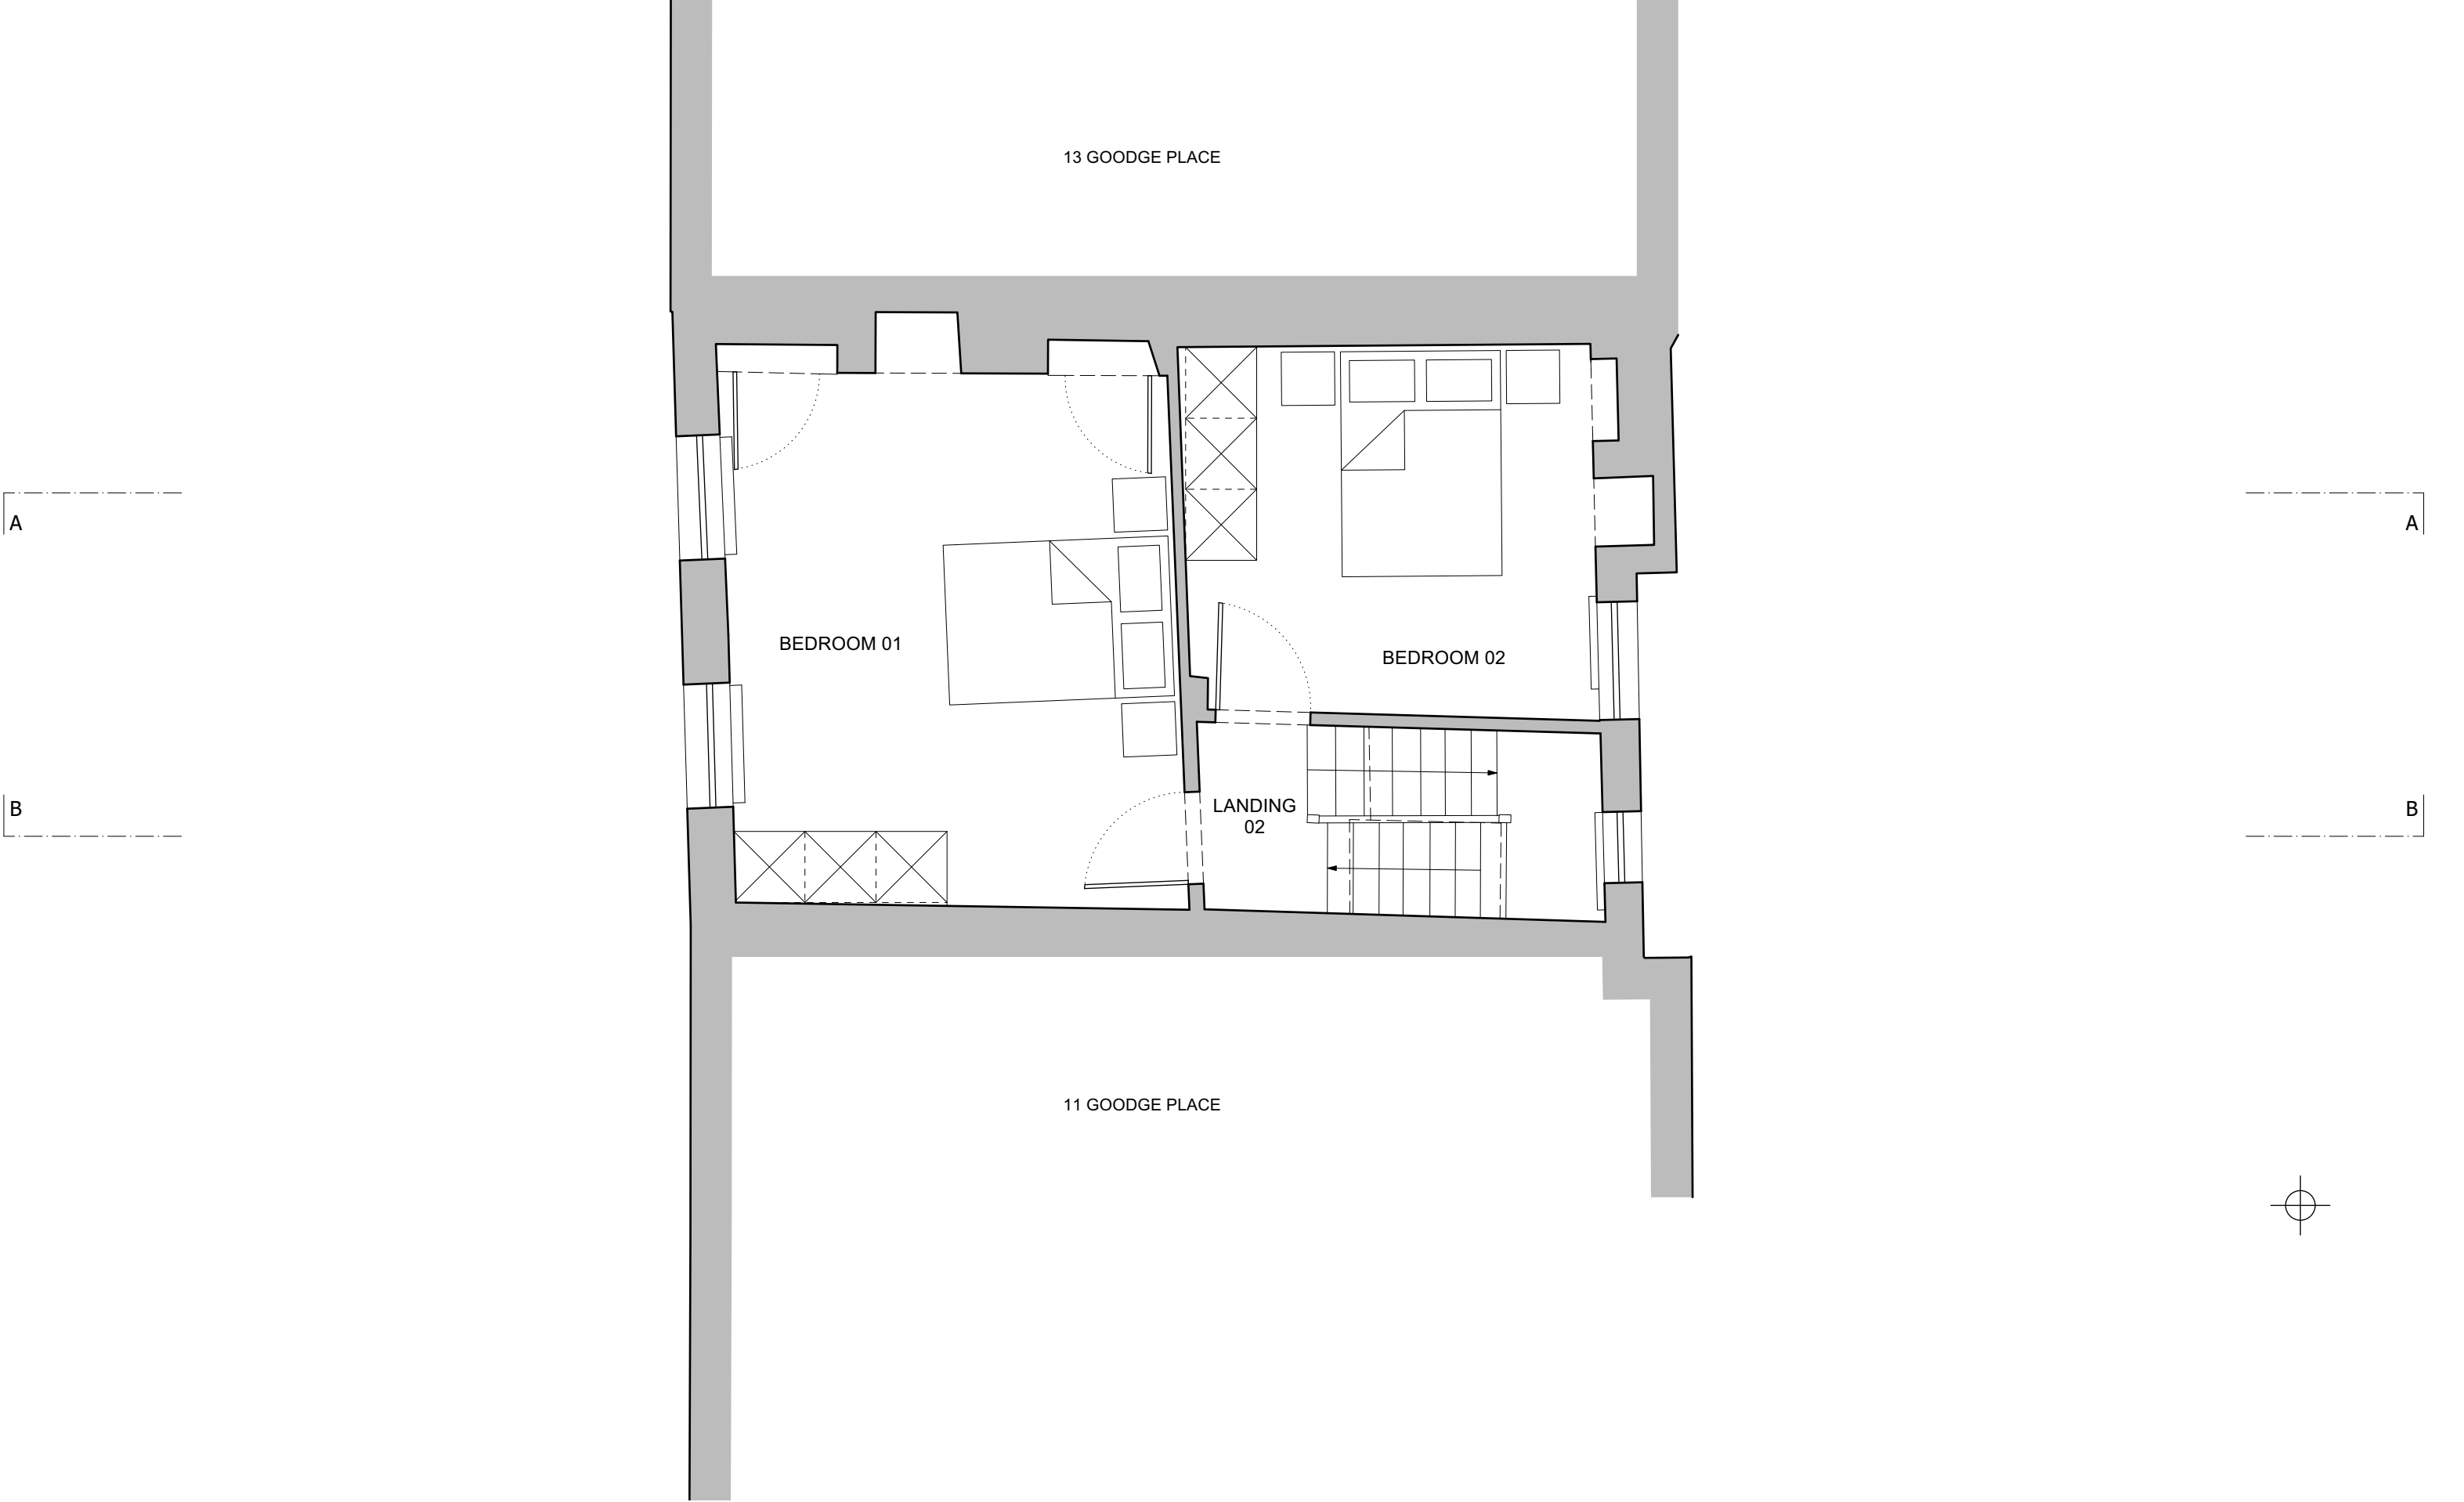 13 GOODGE PLACE
A
A
BEDROOM 01
BEDROOM 02
B
LANDING
02
B
11 GOODGE PLACE